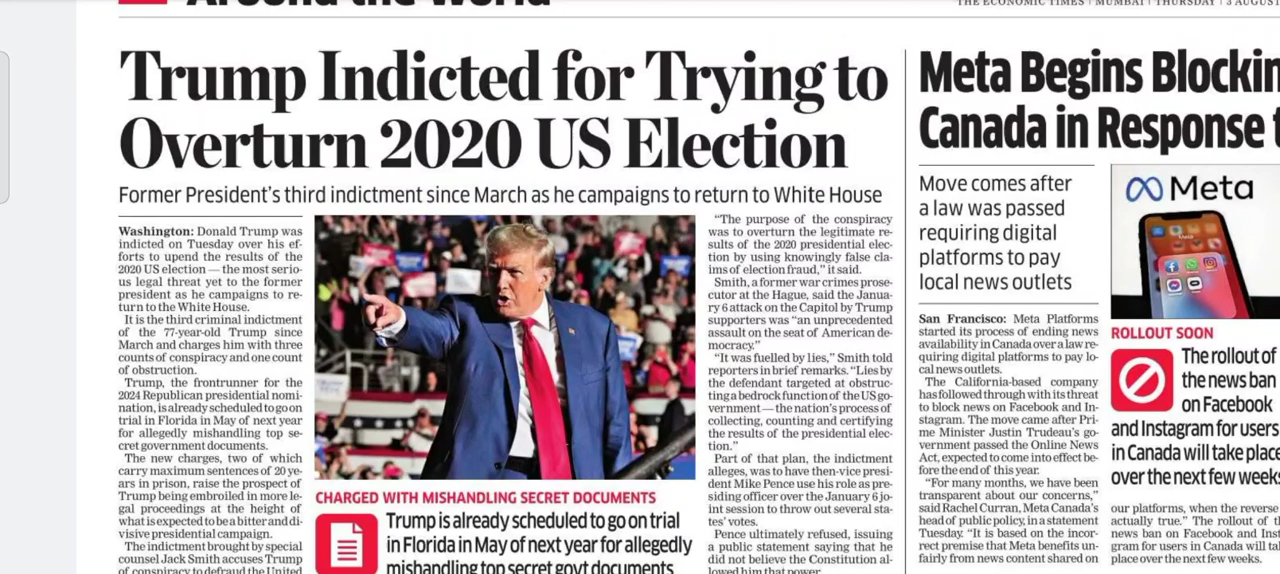 Around the World
THE ECONOMIC TIMES | MUMBAI | THURSDAY | 3 AUGUST
Trump Indicted for Trying to
Overturn 2020 US Election
Former President's third indictment since March as he campaigns to return to White House
Washington: Donald Trump was
indicted on Tuesday over his ef-
forts to upend the results of the
2020 US election — the most serio-
us legal threat yet to the former
president as he campaigns to re-
turn to the White House.
It is the third criminal indictment
of the 77-year-old Trump since
March and charges him with three
counts of conspiracy and one count
of obstruction.
Trump, the frontrunner for the
2024 Republican presidential nomi-
nation, is already scheduled to go on
trial in Florida in May of next year
for allegedly mishandling top se-
cret government documents.
The new charges, two of which
carry maximum sentences of 20 ye-
ars in prison, raise the prospect of
Trump being embroiled in more le-
gal proceedings at the height of
what is expected to be a bitter and di-
visive presidential campaign.
The indictment brought by special
counsel Jack Smith accuses Trump
of conspiracy to defraud the United
CHARGED WITH MISHANDLING SECRET DOCUMENTS
Trump is already scheduled to go on trial
in Florida in May of next year for allegedly
mishandling top secret govt documents
"The purpose of the conspiracy
was to overturn the legitimate re-
sults of the 2020 presidential elec-
tion by using knowingly false cla-
ims of election fraud," it said.
Smith, a former war crimes prose-
cutor at the Hague, said the Janua-
ry 6 attack on the Capitol by Trump
supporters was "an unprecedented
assault on the seat of American de-
mocracy."
"It was fuelled by lies," Smith told
reporters in brief remarks. "Lies by
the defendant targeted at obstruc-
ting a bedrock function of the US go-
vernment — the nation's process of
collecting, counting and certifying
the results of the presidential elec-
tion."
Part of that plan, the indictment
alleges, was to have then-vice presi-
dent Mike Pence use his role as pre-
siding officer over the January 6 jo-
int session to throw out several sta-
tes' votes.
Pence ultimately refused, issuing
a public statement saying that he
did not believe the Constitution al-
lowed him that power.
Meta Begins Blockin
Canada in Response t
Move comes after
a law was passed
requiring digital
platforms to pay
local news outlets
San Francisco: Meta Platforms
started its process of ending news
availability in Canada over a law re-
quiring digital platforms to pay lo-
cal news outlets.
The California-based company
has followed through with its threat
to block news on Facebook and In-
stagram. The move came after Pri-
me Minister Justin Trudeau's go-
vernment passed the Online News
Act, expected to come into effect be-
fore the end of this year.
"For many months, we have been
transparent about our concerns,"
said Rachel Curran, Meta Canada's
head of public policy, in a statement
Tuesday. "It is based on the incor-
rect premise that Meta benefits un-
fairly from news content shared on
Meta
ROLLOUT SOON
The rollout of
the news ban
on Facebook
and Instagram for users
in Canada will take place
over the next few weeks
our platforms, when the reverse
actually true." The rollout of t
news ban on Facebook and Inst
gram for users in Canada will ta
place over the next few weeks.